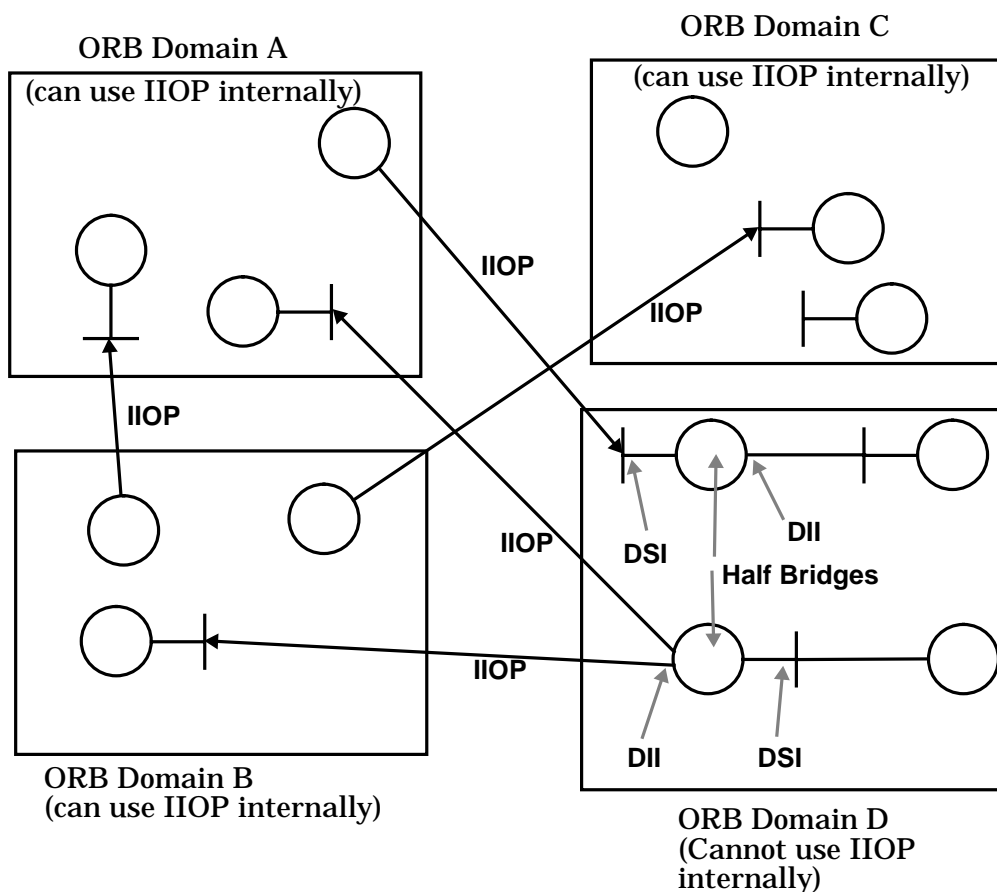 ORB Domain A
(can use IIOP internally)
ORB Domain C
(can use IIOP internally)
IIOP
IIOP
IIOP
IIOP
DSI
DII
Half Bridges
IIOP
DII
DSI
ORB Domain B
(can use IIOP internally)
ORB Domain D
(Cannot use IIOP
internally)